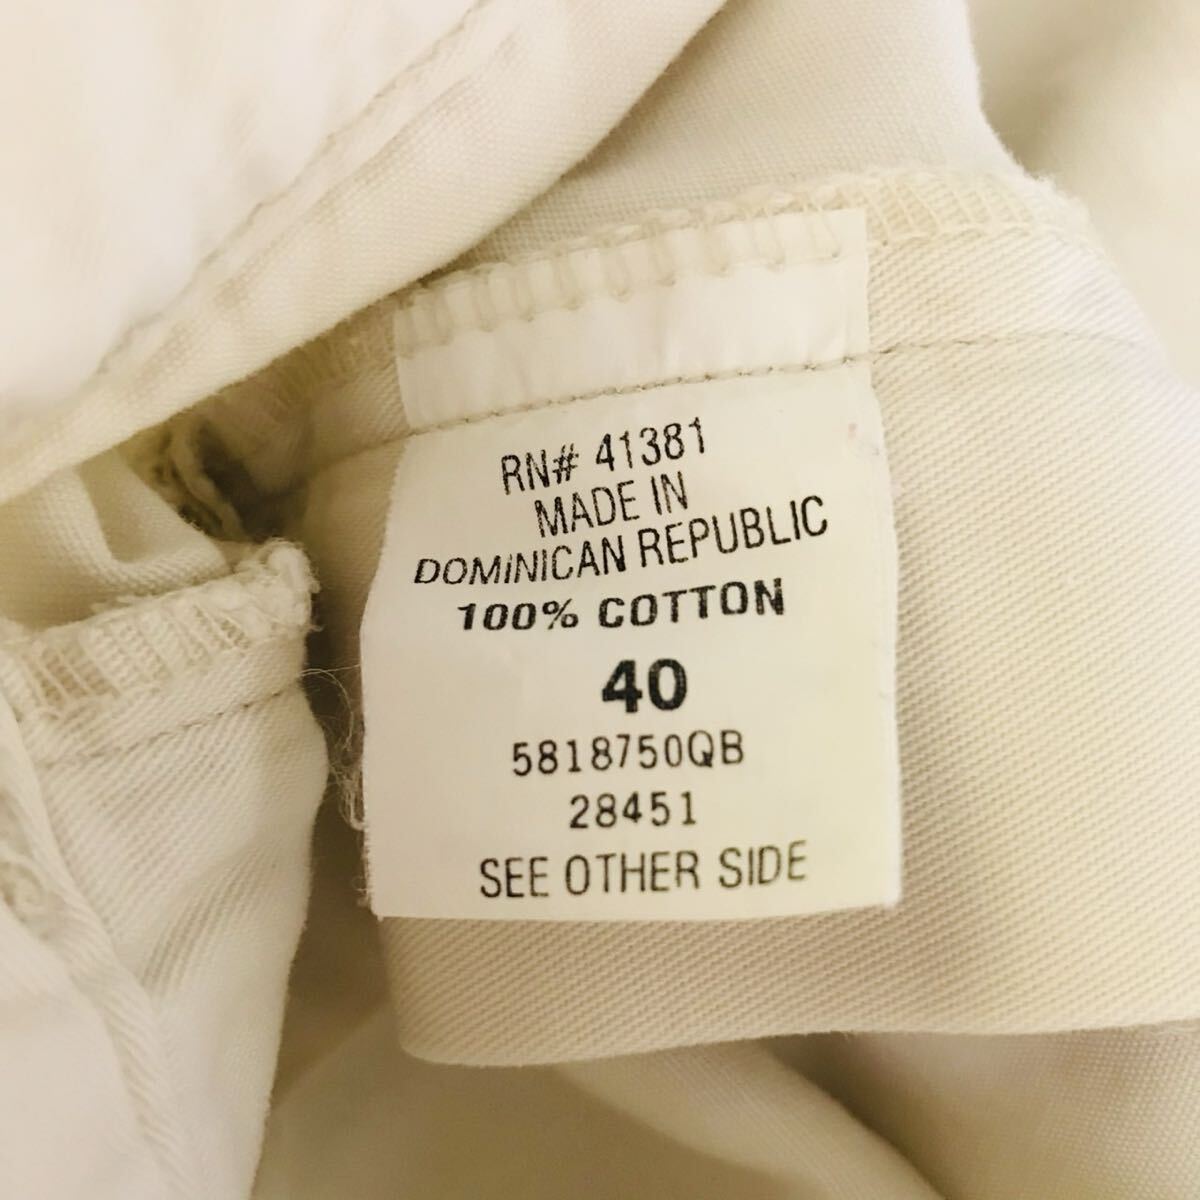 RN# 41381
MADE IN
DOMINICAN REPUBLIC
100% COTTON
40
5818750QB
28451
SEE OTHER SIDE